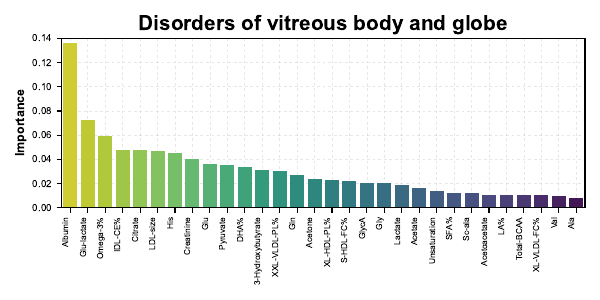 Disorders of vitreous body and globe
Importance
0.14
0.12
0.10
0.08
0.06
0.04
0.02
0.00
Albumin
Glu-lactate
Omega-3%
IDL-CE%
Citrate
LDL-size
His
Creatinine
Glu
Pyruvate
DHA%
3-Hydroxybutyrate
XXL-VLDL-PL%
Gln
Acetone
XL-HDL-PL%
S-HDL-FC%
GlycA
Gly
Lactate
Acetate
Unsaturation
SFA%
Sc-ala
Acetoacetate
LA%
Total-BCAA
XL-VLDL-FC%
Val
Ala